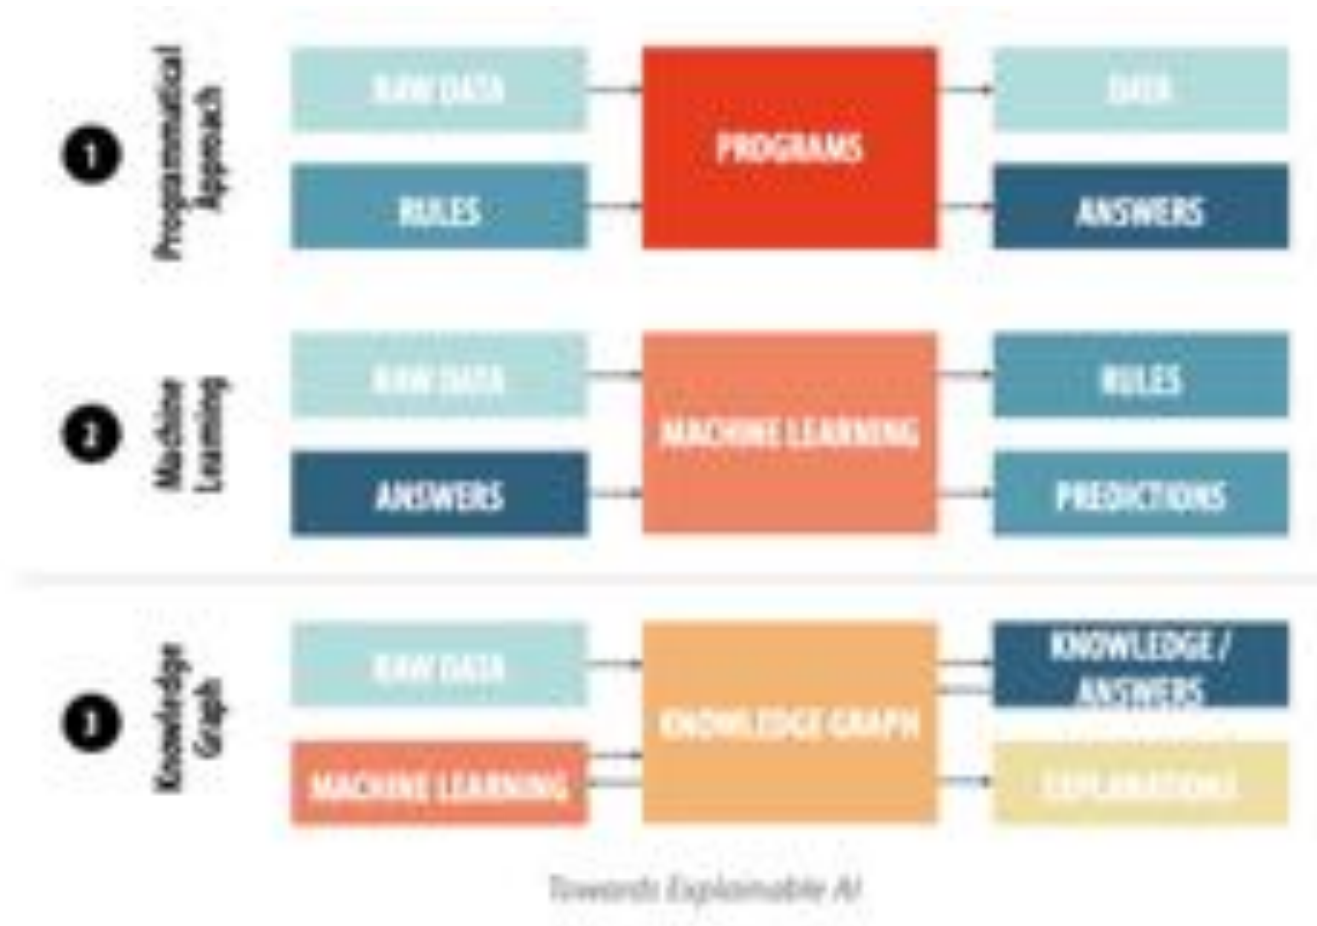 1
Programmatical
Approach
RAW DATA
RULES
PROGRAMS
DATA
ANSWERS
2
Machine
Learning
RAW DATA
ANSWERS
MACHINE LEARNING
RULES
PREDICTIONS
3
Knowledge
Graph
RAW DATA
MACHINE LEARNING
KNOWLEDGE GRAPH
KNOWLEDGE /
ANSWERS
EXPLANATIONS
Towards Explainable AI